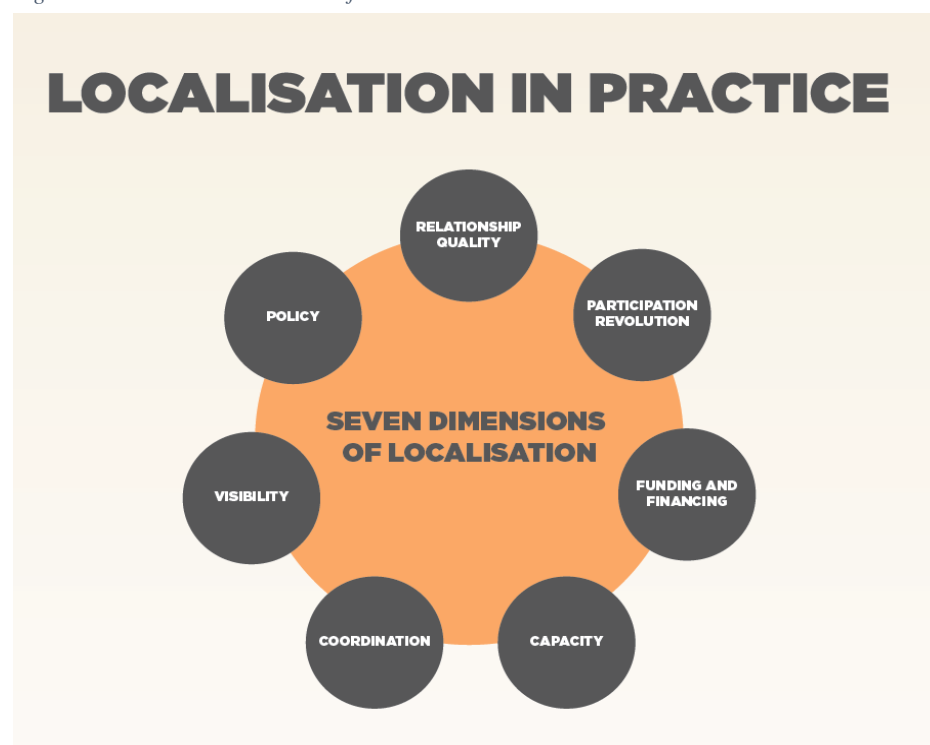 LOCALISATION IN PRACTICE
RELATIONSHIP
QUALITY
PARTICIPATION
REVOLUTION
FUNDING AND
FINANCING
CAPACITY
COORDINATION
VISIBILITY
POLICY
SEVEN DIMENSIONS
OF LOCALISATION